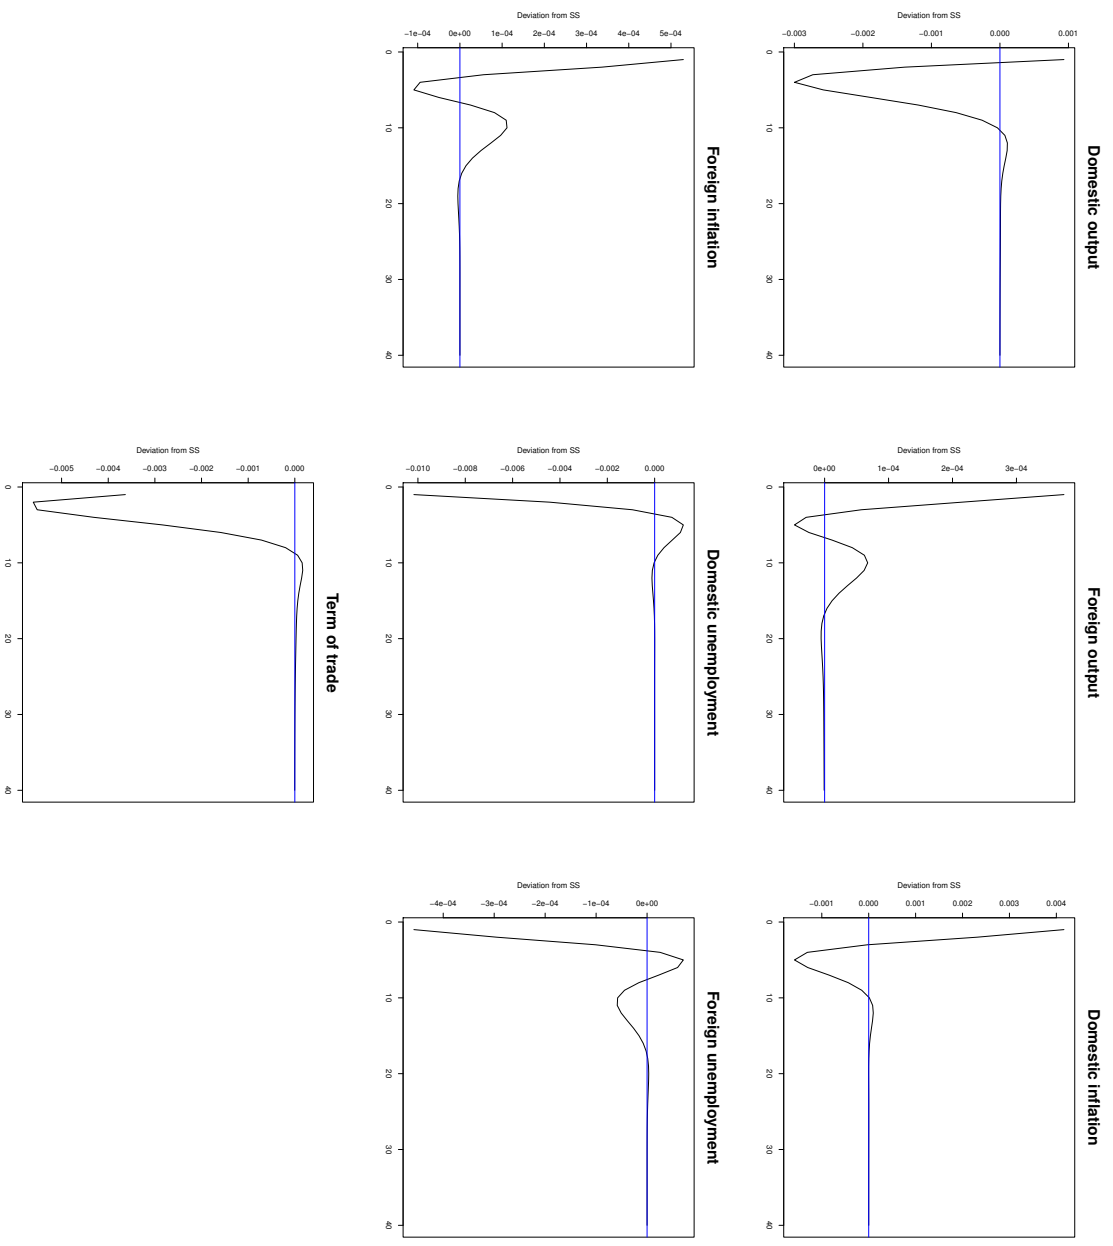 Domestic output
Deviation from SS
−0.003 −0.002 −0.001 0.000 0.001
0 10 20 30 40
Foreign output
Deviation from SS
0e+00 1e−04 2e−04 3e−04
0 10 20 30 40
Domestic inflation
Deviation from SS
−0.001 0.000 0.001 0.002 0.003 0.004
0 10 20 30 40
Foreign inflation
Deviation from SS
−1e−04 0e+00 1e−04 2e−04 3e−04 4e−04 5e−04
0 10 20 30 40
Domestic unemployment
Deviation from SS
−0.010 −0.008 −0.006 −0.004 −0.002 0.000
0 10 20 30 40
Foreign unemployment
Deviation from SS
−4e−04 −3e−04 −2e−04 −1e−04 0e+00
0 10 20 30 40
Term of trade
Deviation from SS
−0.005 −0.004 −0.003 −0.002 −0.001 0.000
0 10 20 30 40